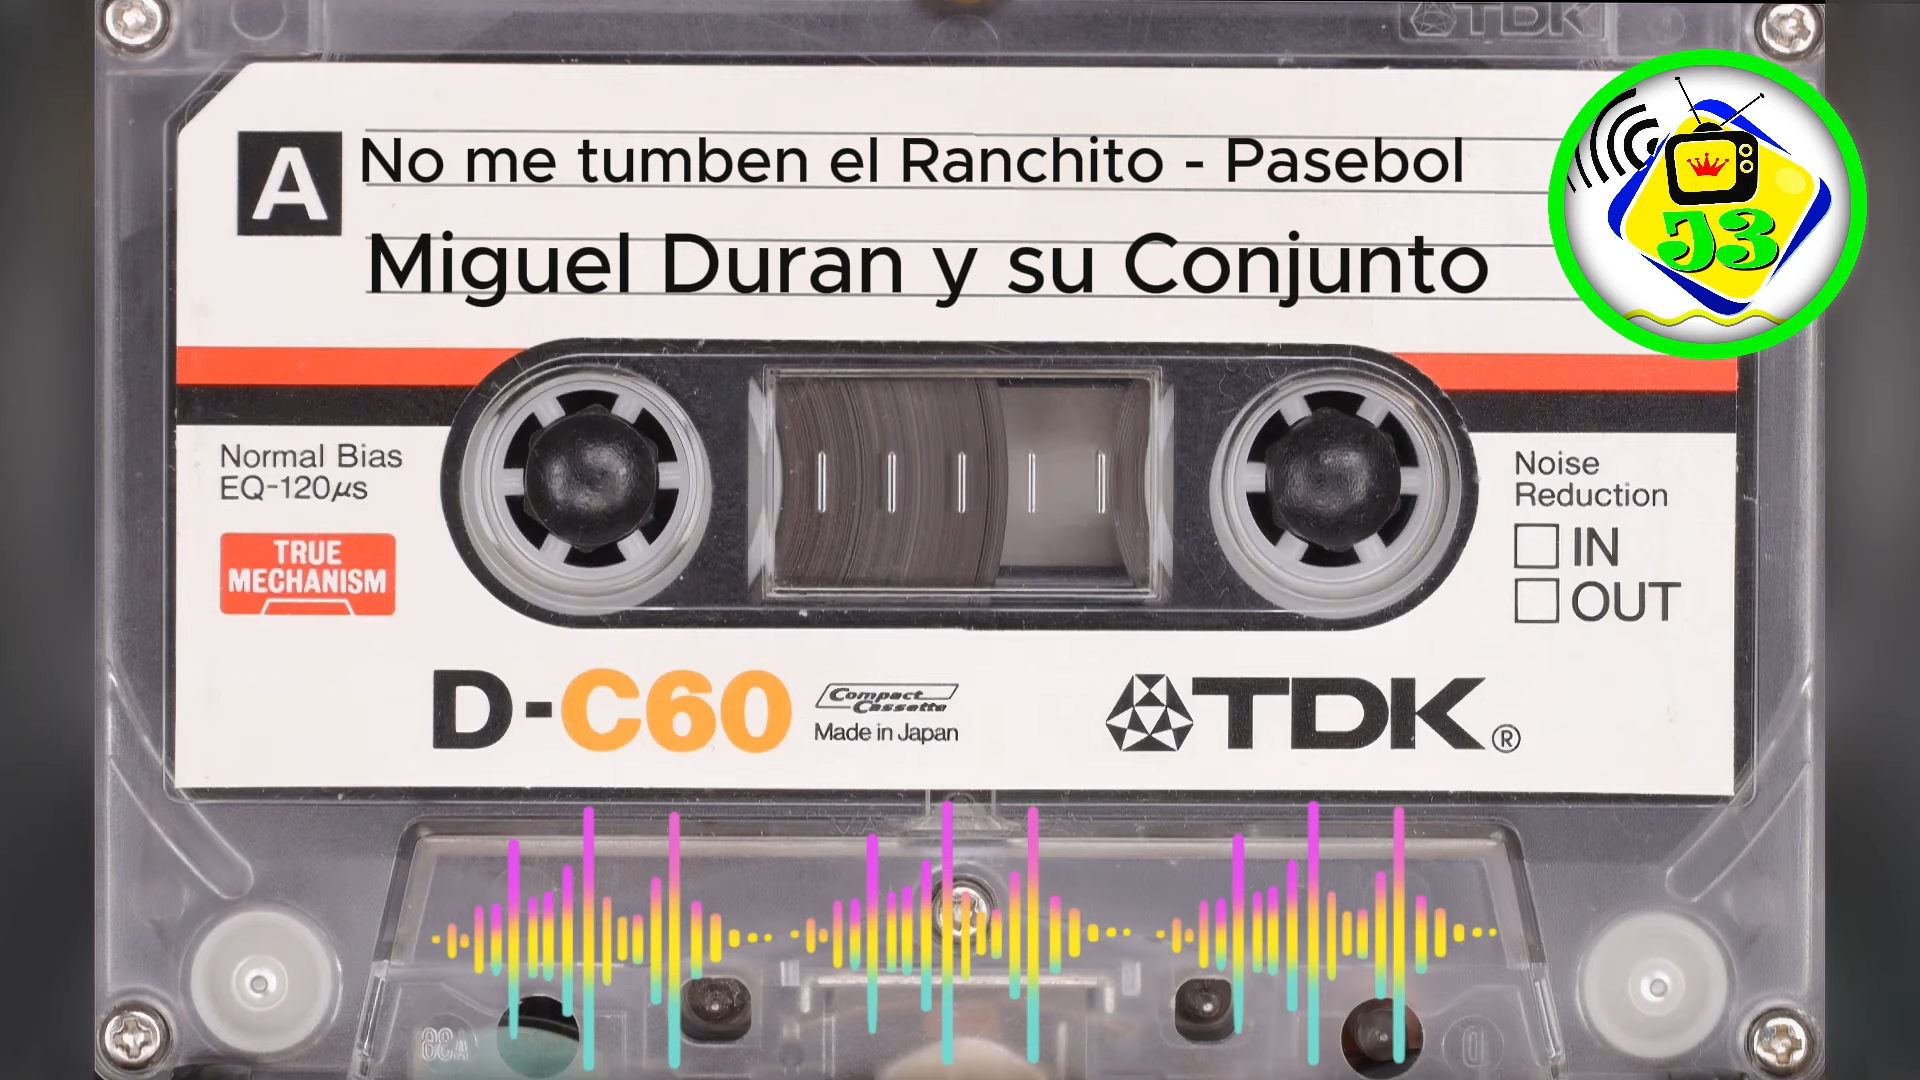 TDK
A
No me tumben el Ranchito - Pasebol
Miguel Duran y su Conjunto
J3
Normal Bias
EQ-120µs
TRUE
MECHANISM
Noise
Reduction
IN
OUT
D-C60
Compact
Cassette
Made in Japan
TDK®